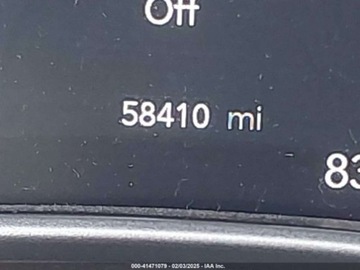 Off
58410 mi
83
000-41471079 - 02/03/2025 - IAA Inc.